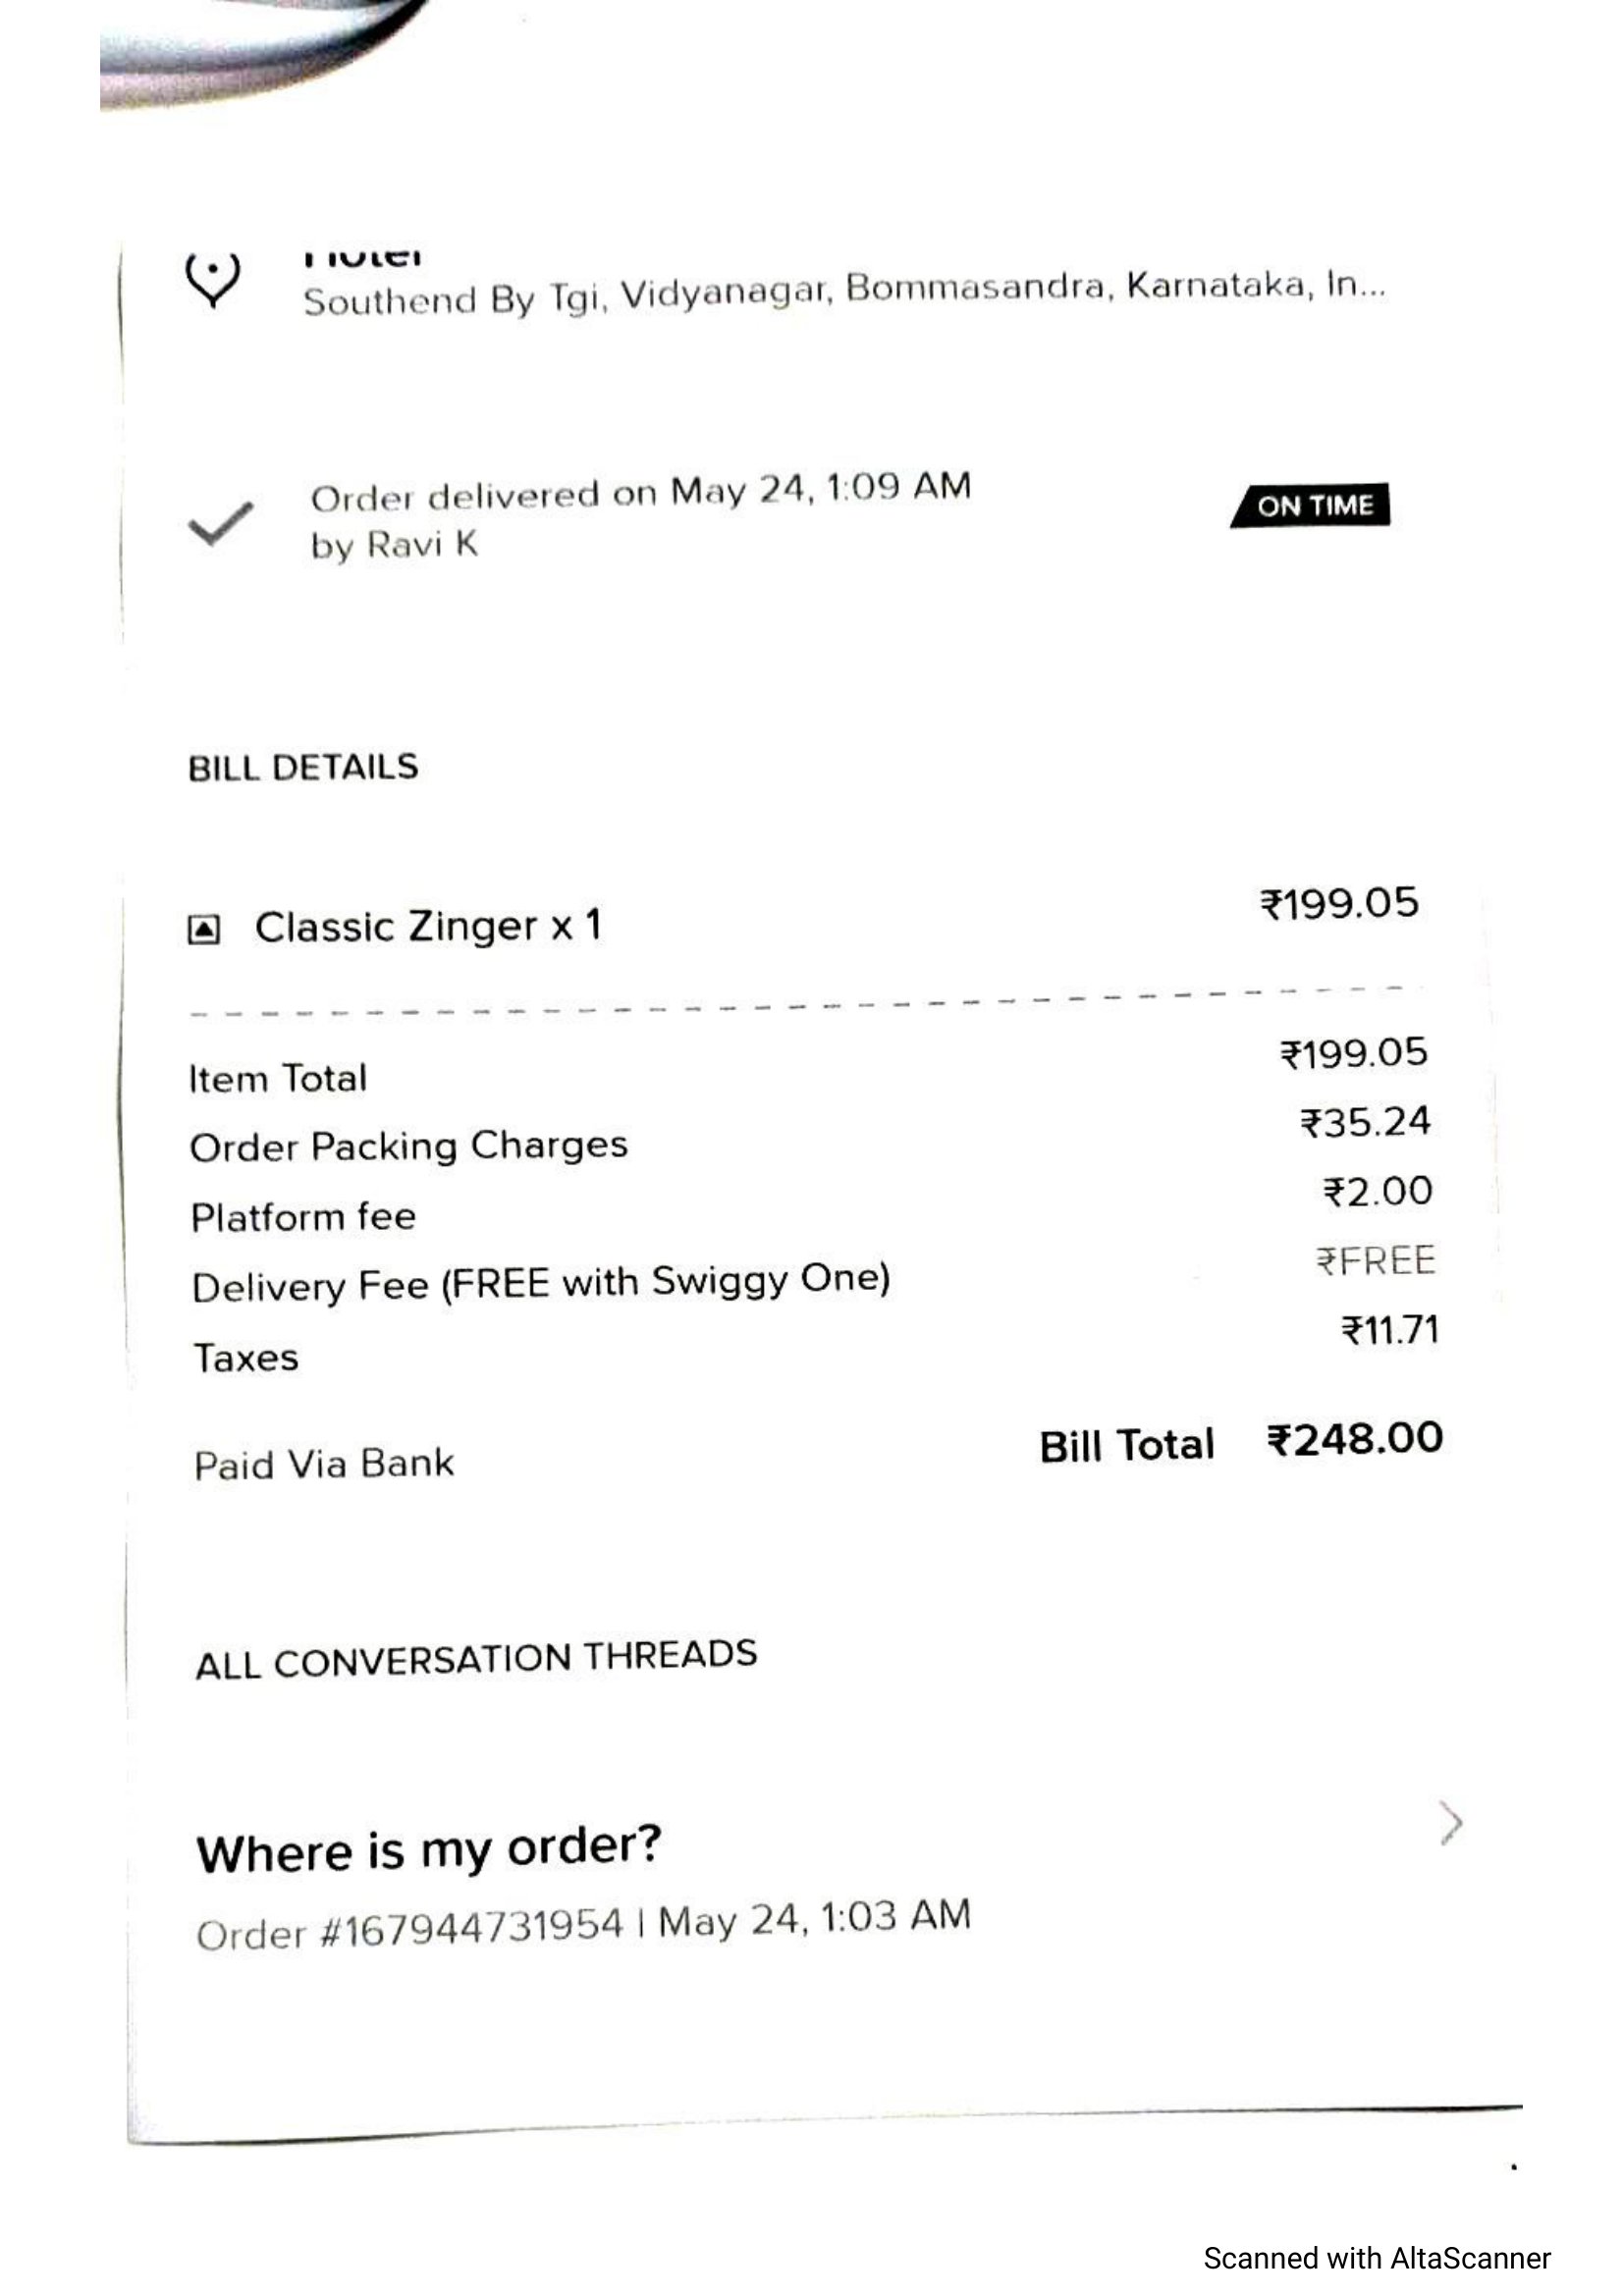 Hotel
Southend By Tgi, Vidyanagar, Bommasandra, Karnataka, In...
Order delivered on May 24, 1:09 AM
by Ravi K
ON TIME
BILL DETAILS
Classic Zinger x 1 ₹199.05
Item Total ₹199.05
Order Packing Charges ₹35.24
Platform fee ₹2.00
Delivery Fee (FREE with Swiggy One) ₹FREE
Taxes ₹11.71
Paid Via Bank Bill Total ₹248.00
ALL CONVERSATION THREADS
Where is my order?
Order #167944731954 | May 24, 1:03 AM
Scanned with AltaScanner